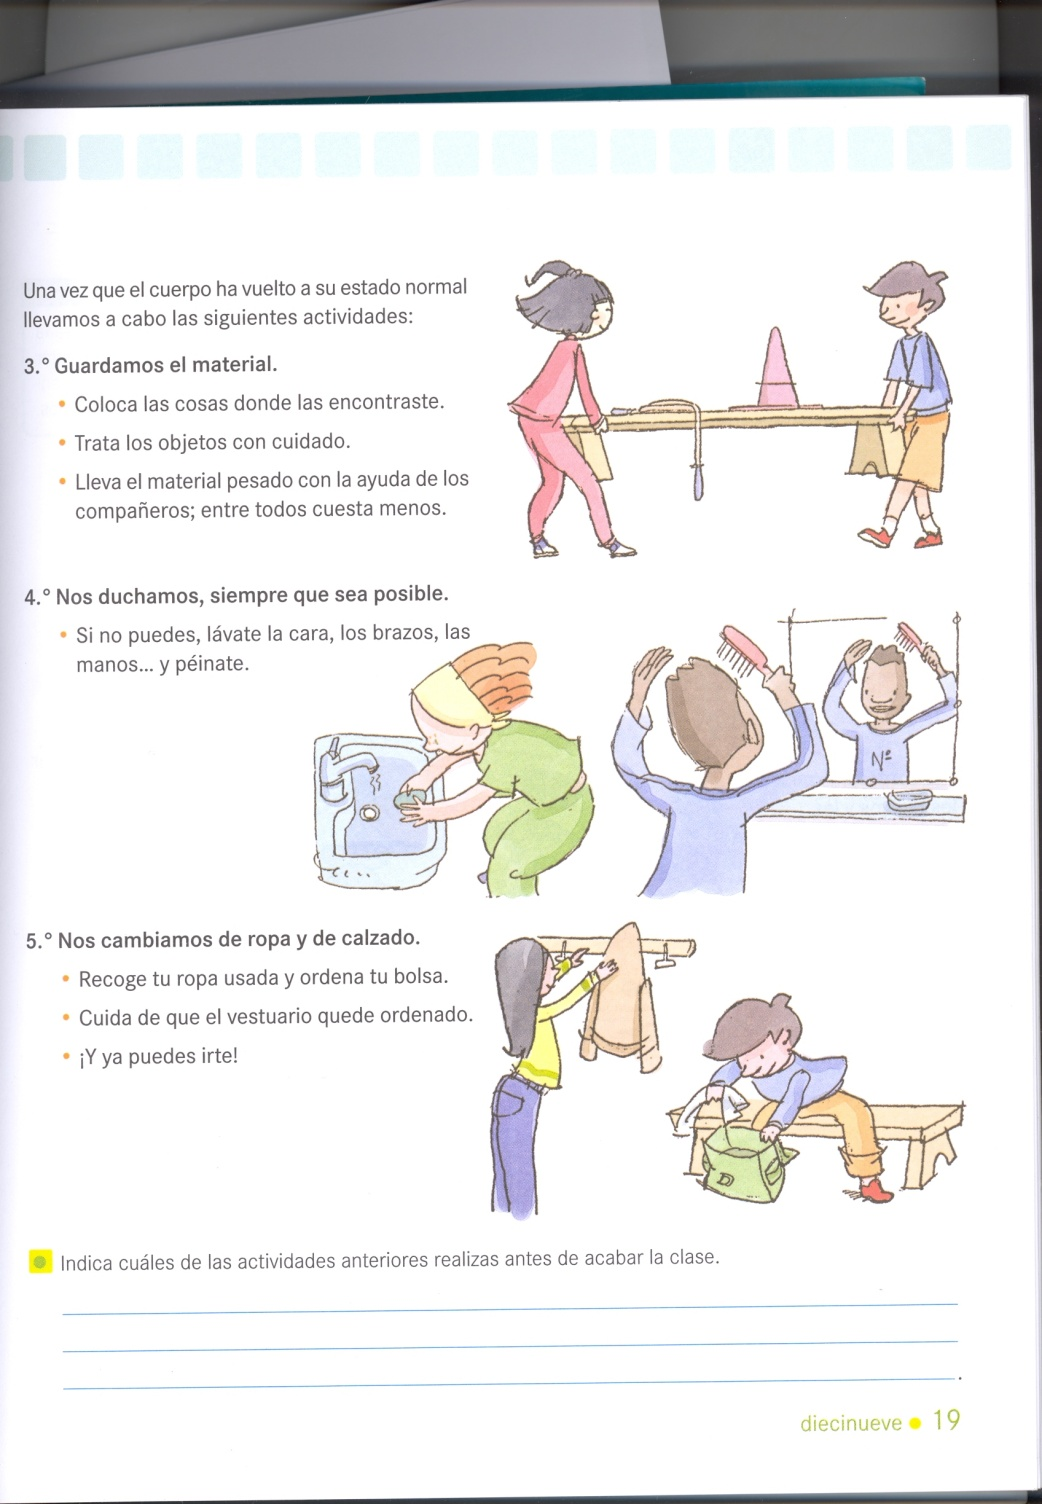 Una vez que el cuerpo ha vuelto a su estado normal
llevamos a cabo las siguientes actividades:
3.º Guardamos el material.
• Coloca las cosas donde las encontraste.
• Trata los objetos con cuidado.
• Lleva el material pesado con la ayuda de los
compañeros; entre todos cuesta menos.
4.º Nos duchamos, siempre que sea posible.
• Si no puedes, lávate la cara, los brazos, las
manos... y péinate.
Nº
5.º Nos cambiamos de ropa y de calzado.
• Recoge tu ropa usada y ordena tu bolsa.
• Cuida de que el vestuario quede ordenado.
• ¡Y ya puedes irte!
D
Indica cuáles de las actividades anteriores realizas antes de acabar la clase.
diecinueve • 19